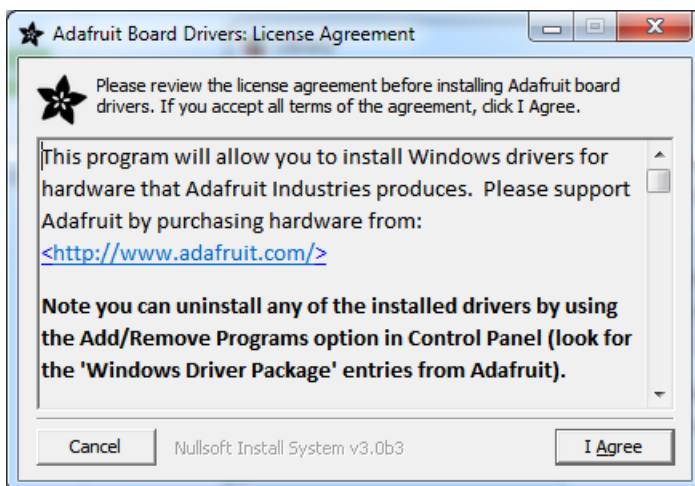 Adafruit Board Drivers: License Agreement
Please review the license agreement before installing Adafruit board
drivers. If you accept all terms of the agreement, click I Agree.
This program will allow you to install Windows drivers for
hardware that Adafruit Industries produces.  Please support
Adafruit by purchasing hardware from:
<http://www.adafruit.com/>
Note you can uninstall any of the installed drivers by using
the Add/Remove Programs option in Control Panel (look for
the 'Windows Driver Package' entries from Adafruit).
Cancel
Nullsoft Install System v3.0b3
I Agree